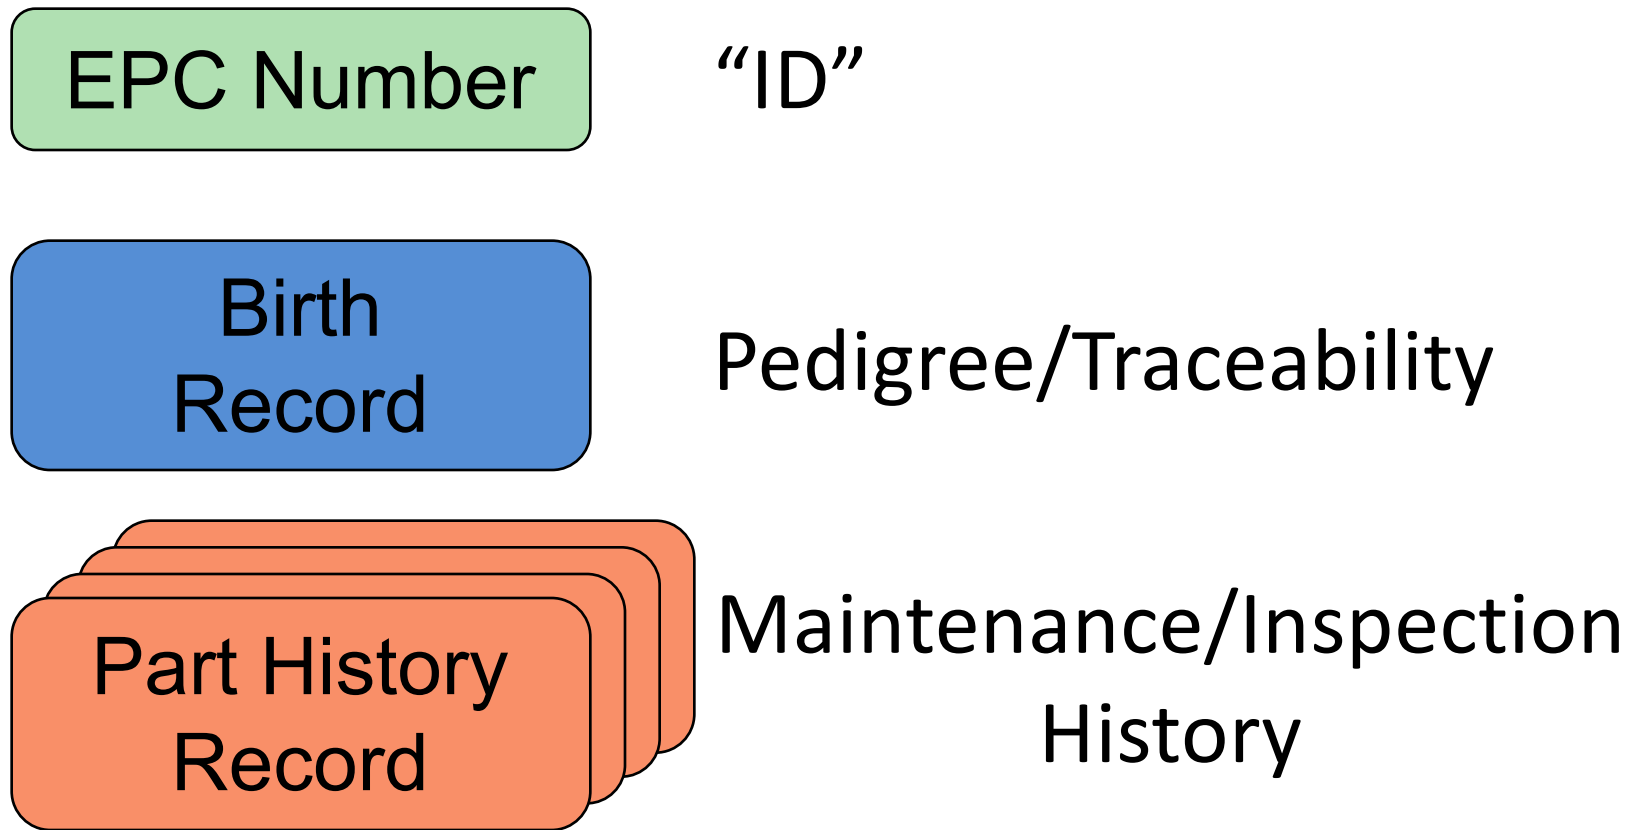 EPC Number
“ID”
Birth
Record
Pedigree/Traceability
Part History
Record
Maintenance/Inspection
History